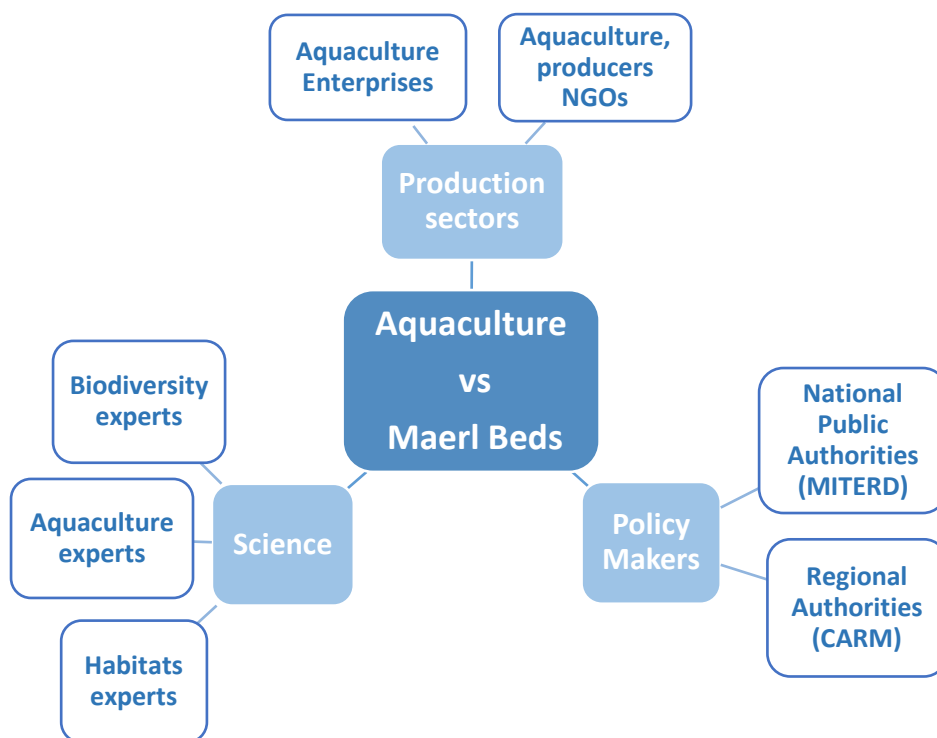 Aquaculture
Enterprises
Aquaculture,
producers
NGOs
Production
sectors
Aquaculture
vs
Maerl Beds
Biodiversity
experts
Aquaculture
experts
Habitats
experts
Science
Policy
Makers
National
Public
Authorities
(MITERD)
Regional
Authorities
(CARM)